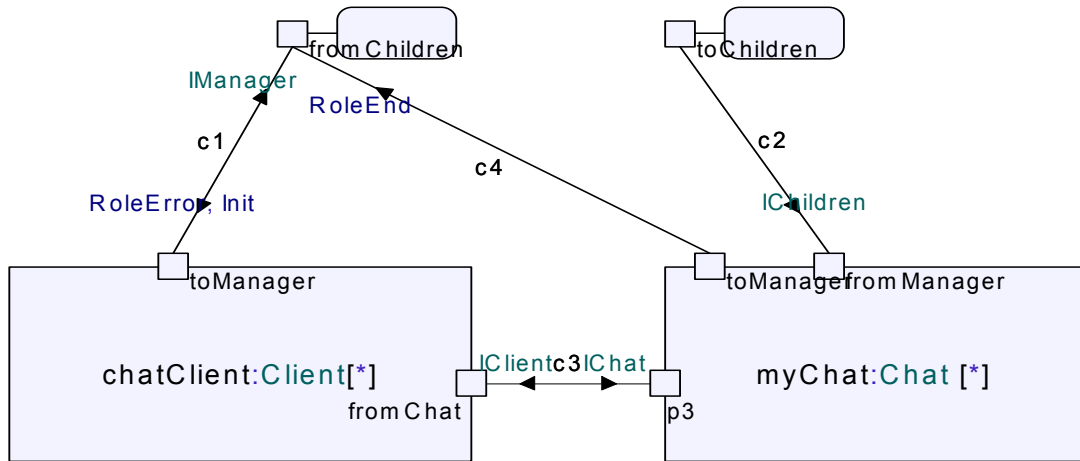 fromChildren
toChildren
IManager
RoleEnd
c1
c2
c4
RoleError, Init
IChildren
toManager
toManager
fromManager
IClient
c3
IChat
chatClient:Client[*]
myChat:Chat [*]
fromChat
p3